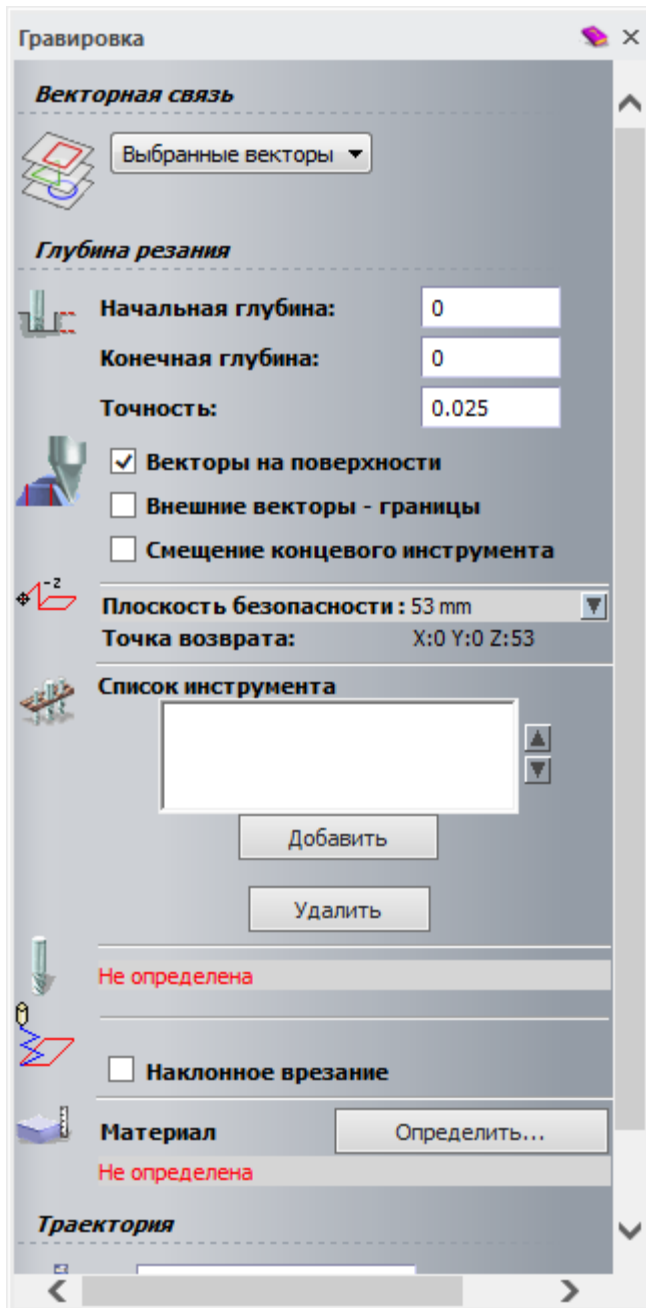 Гравировка
Векторная связь
Выбранные векторы
Глубина резания
Начальная глубина: 0
Конечная глубина: 0
Точность: 0.025
Векторы на поверхности
Внешние векторы - границы
Смещение концевого инструмента
-Z
Плоскость безопасности : 53 mm
Точка возврата: X:0 Y:0 Z:53
Список инструмента
Добавить
Удалить
Не определена
Наклонное врезание
Материал Определить...
Не определена
Траектория